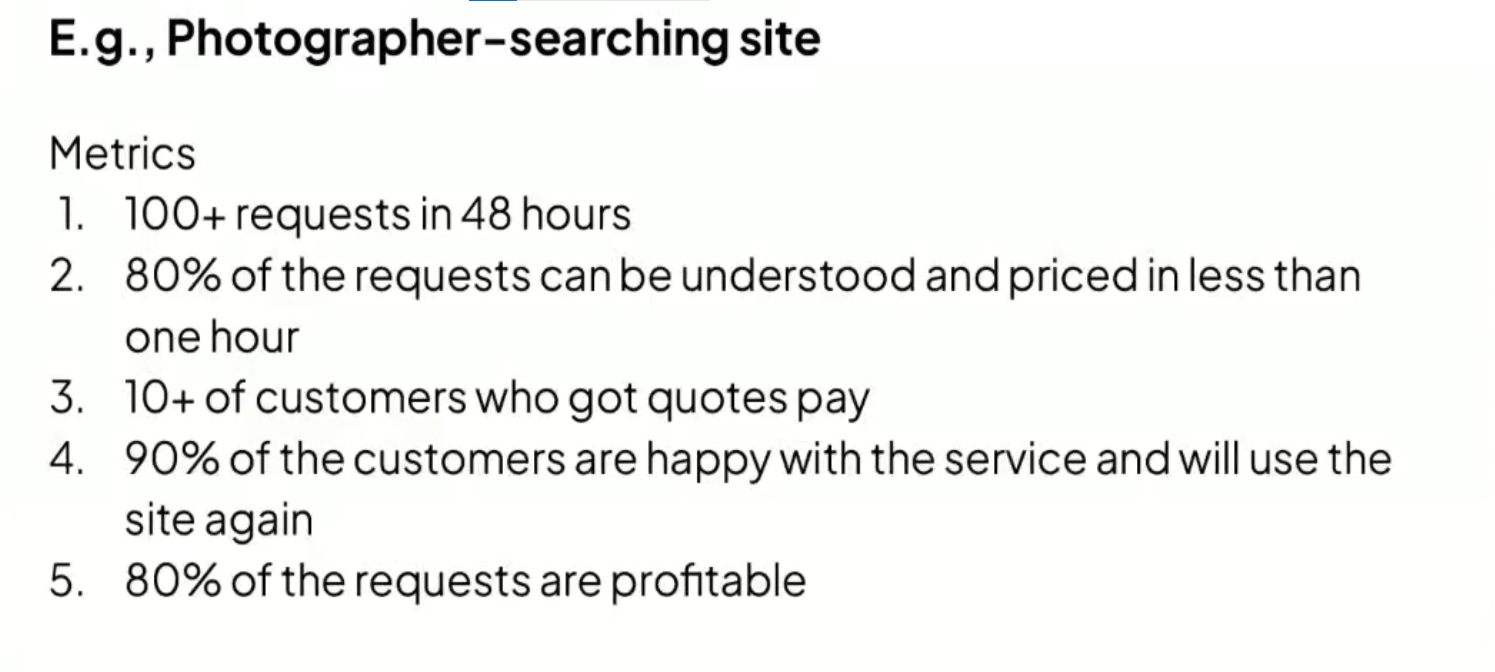 E.g., Photographer-searching site
Metrics
1. 100+ requests in 48 hours
2. 80% of the requests can be understood and priced in less than
one hour
3. 10+ of customers who got quotes pay
4. 90% of the customers are happy with the service and will use the
site again
5. 80% of the requests are profitable